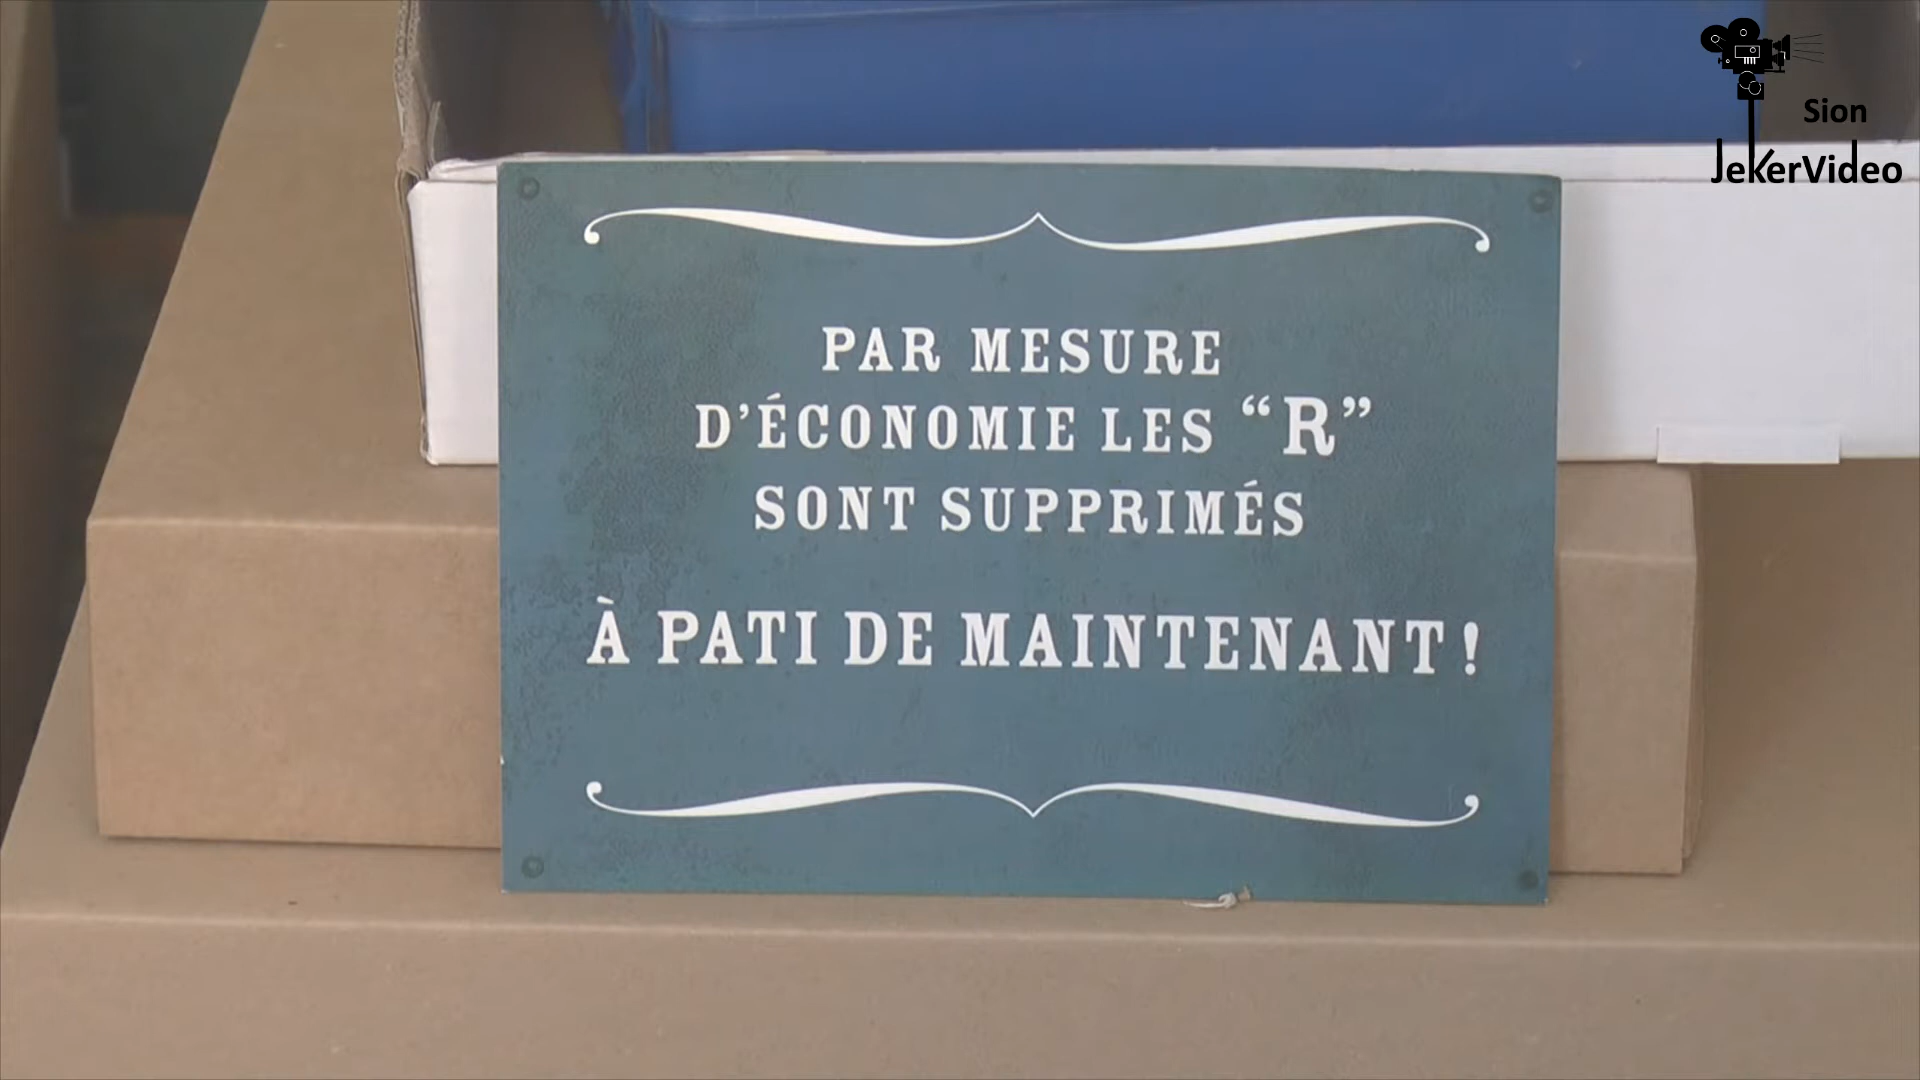 Sion
JekerVideo
PAR MESURE
D'ÉCONOMIE LES “R”
SONT SUPPRIMÉS
À PATI DE MAINTENANT !